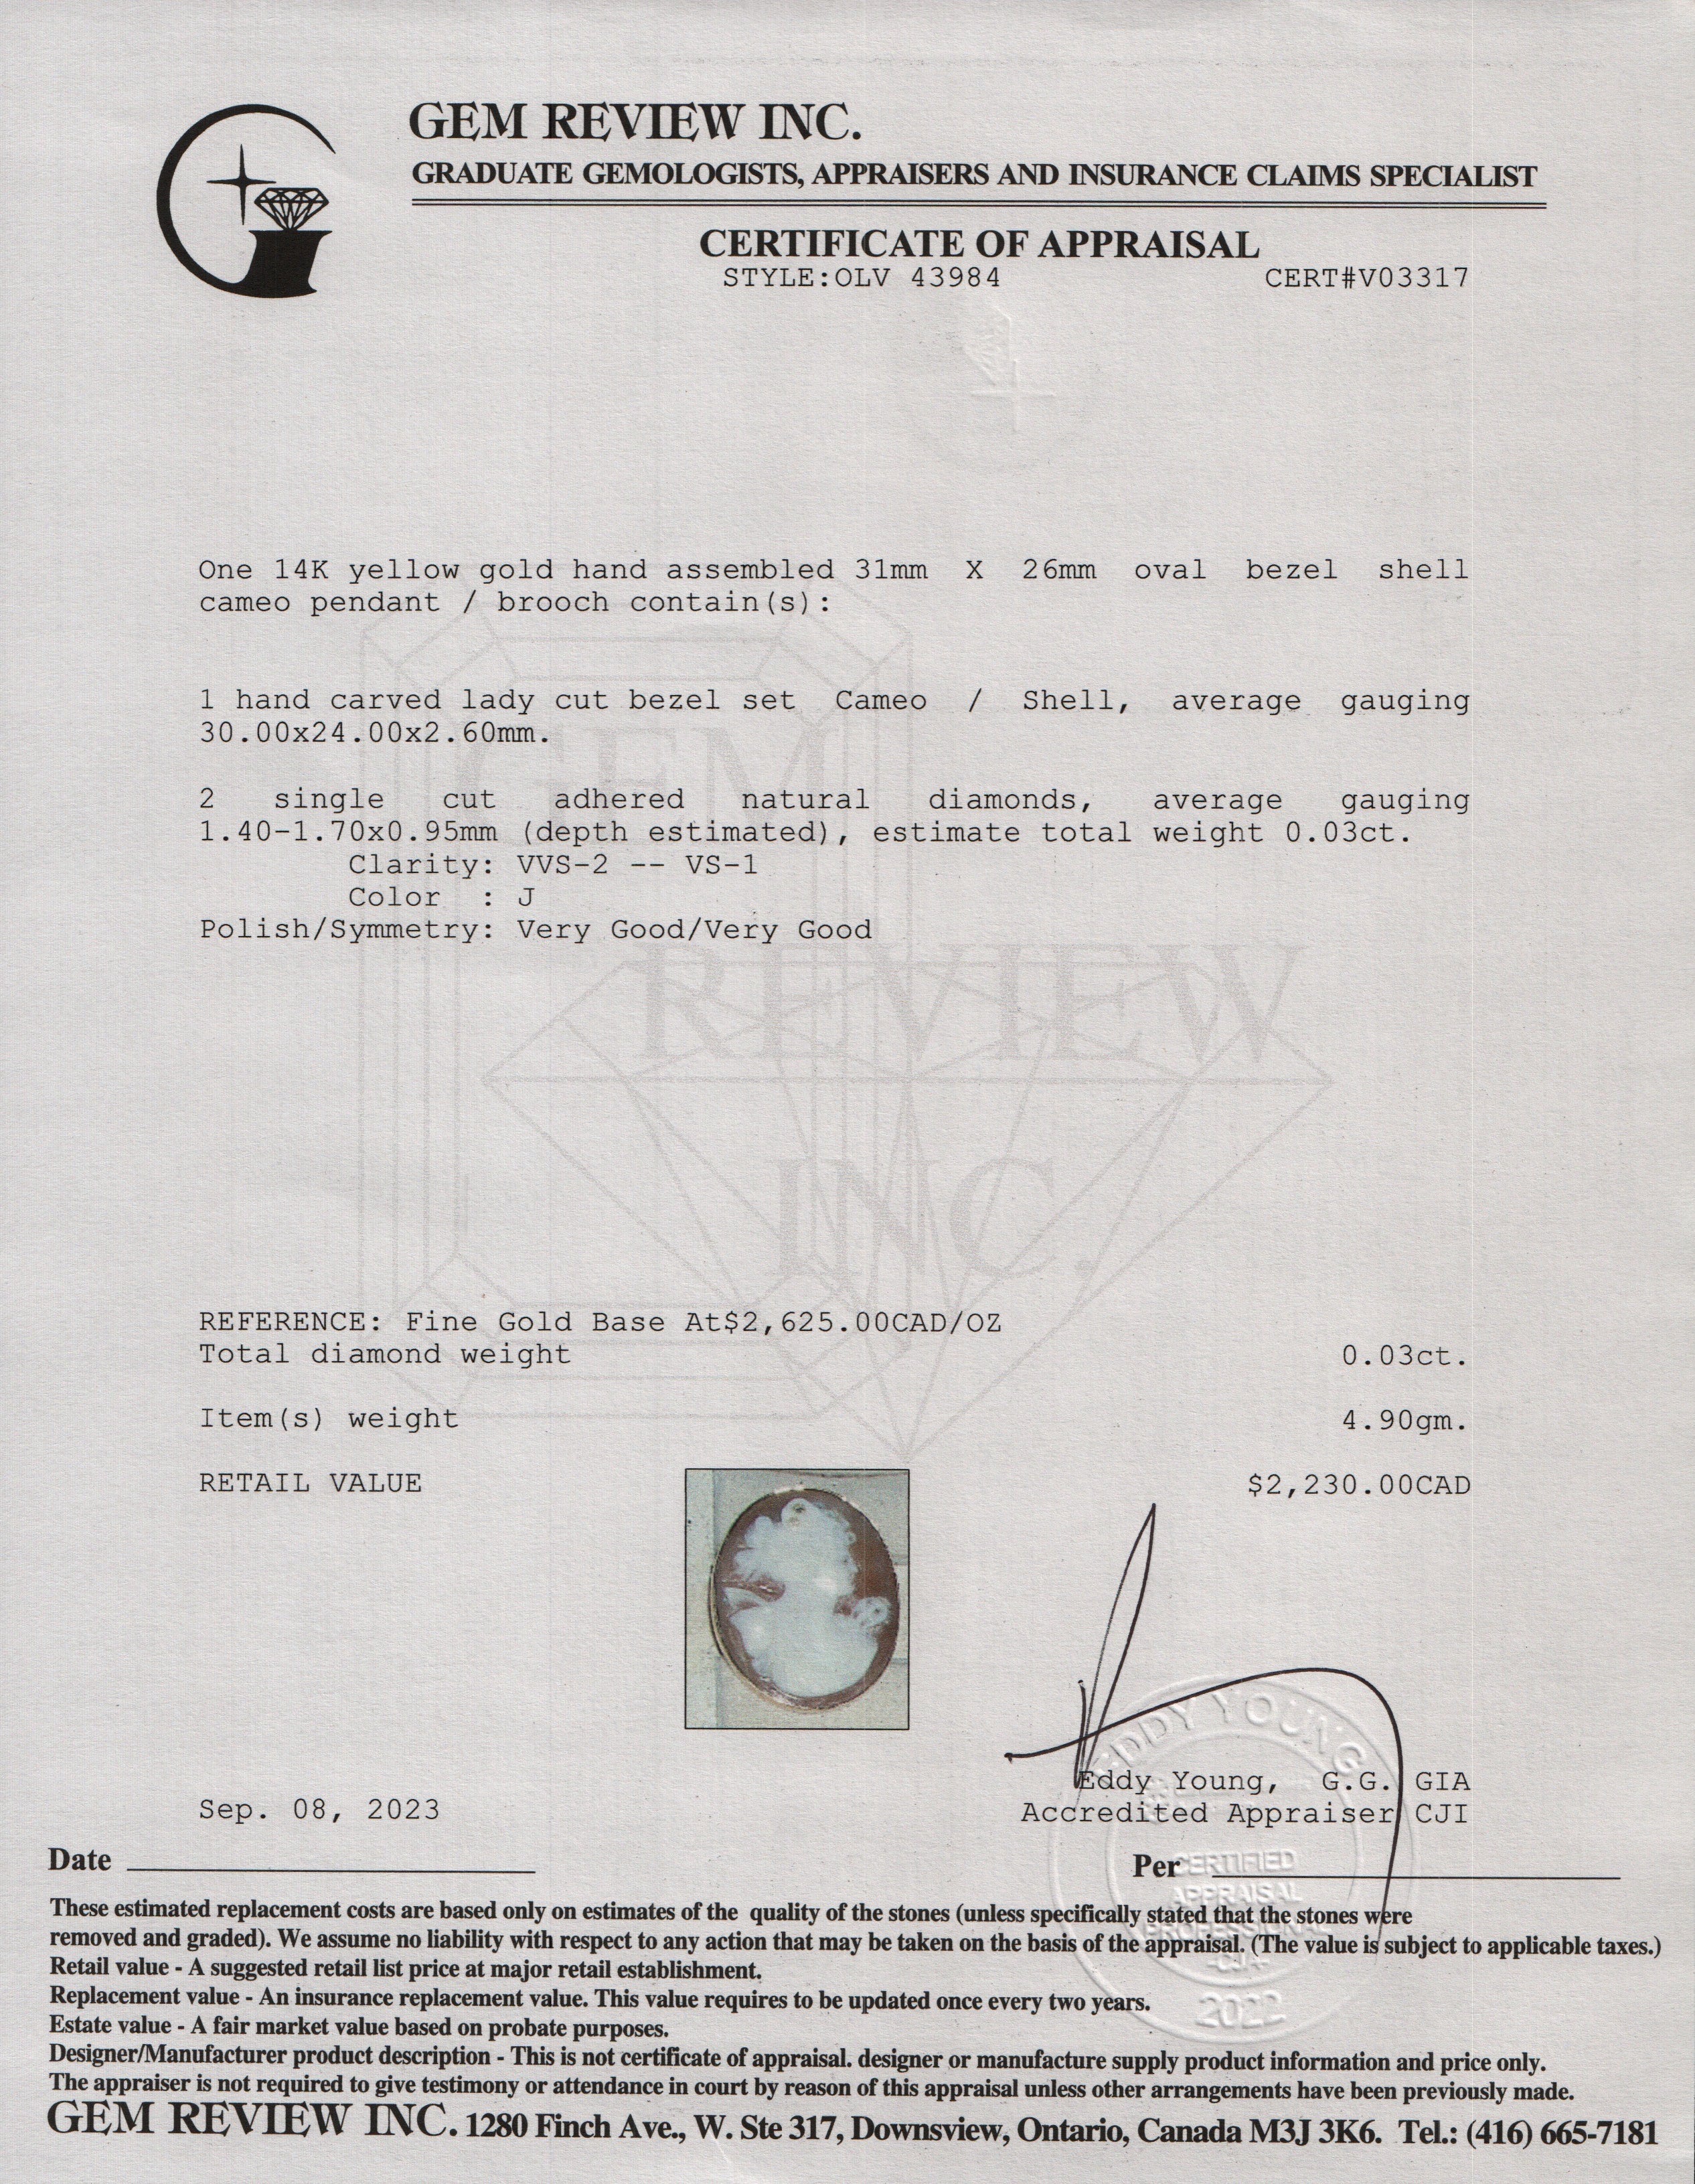 GEM REVIEW INC.
GRADUATE GEMOLOGISTS, APPRAISERS AND INSURANCE CLAIMS SPECIALIST
CERTIFICATE OF APPRAISAL
STYLE:OLV 43984 CERT#V03317
One 14K yellow gold hand assembled 31mm X 26mm oval bezel shell
cameo pendant / brooch contain(s):
1 hand carved lady cut bezel set Cameo / Shell, average gauging
30.00x24.00x2.60mm.
2 single cut adhered natural diamonds, average gauging
1.40-1.70x0.95mm (depth estimated), estimate total weight 0.03ct.
Clarity: VVS-2 -- VS-1
Color : J
Polish/Symmetry: Very Good/Very Good
GEM
REVIEW
INC.
REFERENCE: Fine Gold Base At$2,625.00CAD/OZ
Total diamond weight 0.03ct.
Item(s) weight 4.90gm.
RETAIL VALUE $2,230.00CAD
EDDY YOUNG
Eddy Young, G.G. GIA
Sep. 08, 2023 Accredited Appraiser CJI
Date Per
CERTIFIED
APPRAISAL
PROFESSIONAL
-CJA-
2022
These estimated replacement costs are based only on estimates of the quality of the stones (unless specifically stated that the stones were
removed and graded). We assume no liability with respect to any action that may be taken on the basis of the appraisal. (The value is subject to applicable taxes.)
Retail value - A suggested retail list price at major retail establishment.
Replacement value - An insurance replacement value. This value requires to be updated once every two years.
Estate value - A fair market value based on probate purposes.
Designer/Manufacturer product description - This is not certificate of appraisal. designer or manufacture supply product information and price only.
The appraiser is not required to give testimony or attendance in court by reason of this appraisal unless other arrangements have been previously made.
GEM REVIEW INC. 1280 Finch Ave., W. Ste 317, Downsview, Ontario, Canada M3J 3K6. Tel.: (416) 665-7181